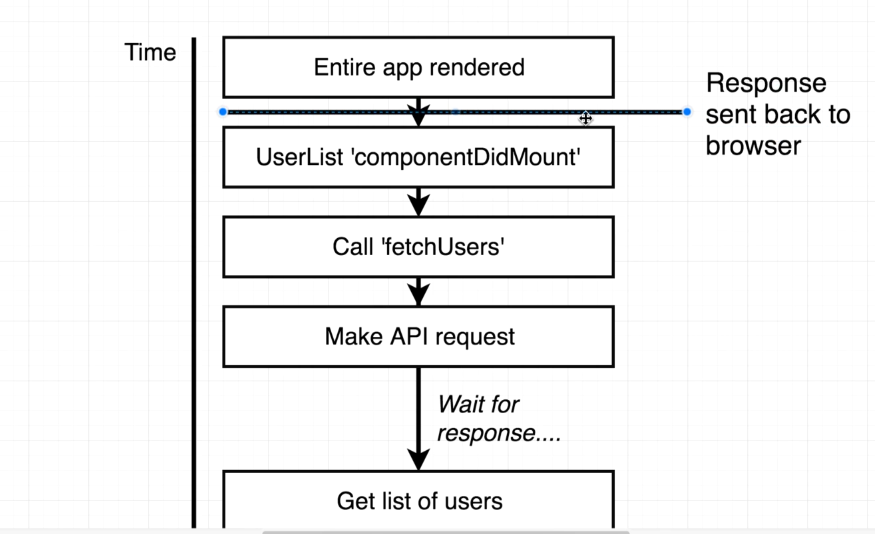 Time
Entire app rendered
Response
sent back to
browser
UserList 'componentDidMount'
Call 'fetchUsers'
Make API request
Wait for
response....
Get list of users